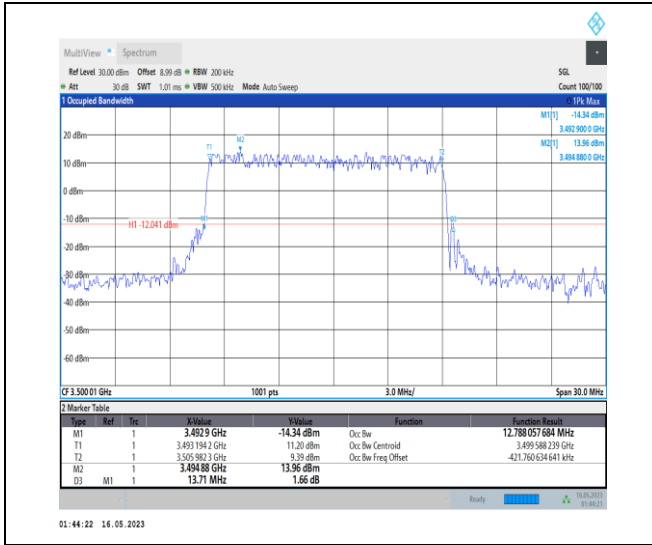 MultiView Spectrum
Ref Level 30.00 dBm Offset 8.99 dB RBW 200 kHz SGL
Att 30 dB SWT 1.01 ms VBW 500 kHz Mode Auto Sweep Count 100/100
1 Occupied Bandwidth 1Pk Max
M1[1] -14.34 dBm
3.492 900 0 GHz
M2[1] 13.96 dBm
3.494 880 0 GHz
20 dBm
T1 M2 T2
10 dBm
0 dBm
-10 dBm
M1 D3
H1 -12.041 dBm
-20 dBm
-30 dBm
-40 dBm
-50 dBm
-60 dBm
CF 3.500 01 GHz 1001 pts 3.0 MHz/ Span 30.0 MHz
2 Marker Table
Type Ref Trc X-Value Y-Value Function Function Result
M1 1 3.492 9 GHz -14.34 dBm Occ Bw 12.788 057 684 MHz
T1 1 3.493 194 2 GHz 11.20 dBm Occ Bw Centroid 3.499 588 239 GHz
T2 1 3.505 982 3 GHz 9.39 dBm Occ Bw Freq Offset -421.760 634 641 kHz
M2 1 3.494 88 GHz 13.96 dBm
D3 M1 1 13.71 MHz 1.66 dB
Ready 16.05.2023
01:44:21
01:44:22 16.05.2023